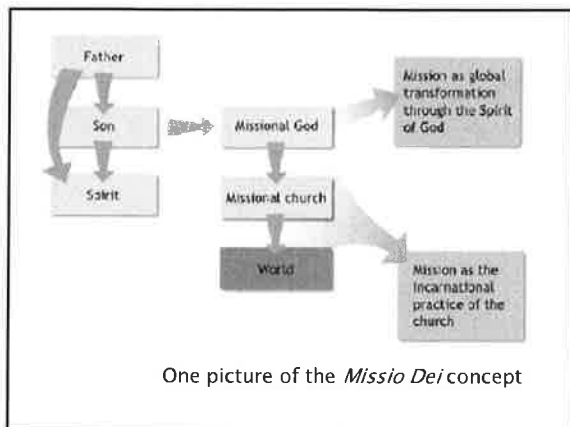 Father
Son
Spirit
Missional God
Missional church
World
Mission as global
transformation
through the Spirit
of God
Mission as the
incarnational
practice of the
church
One picture of the Missio Dei concept